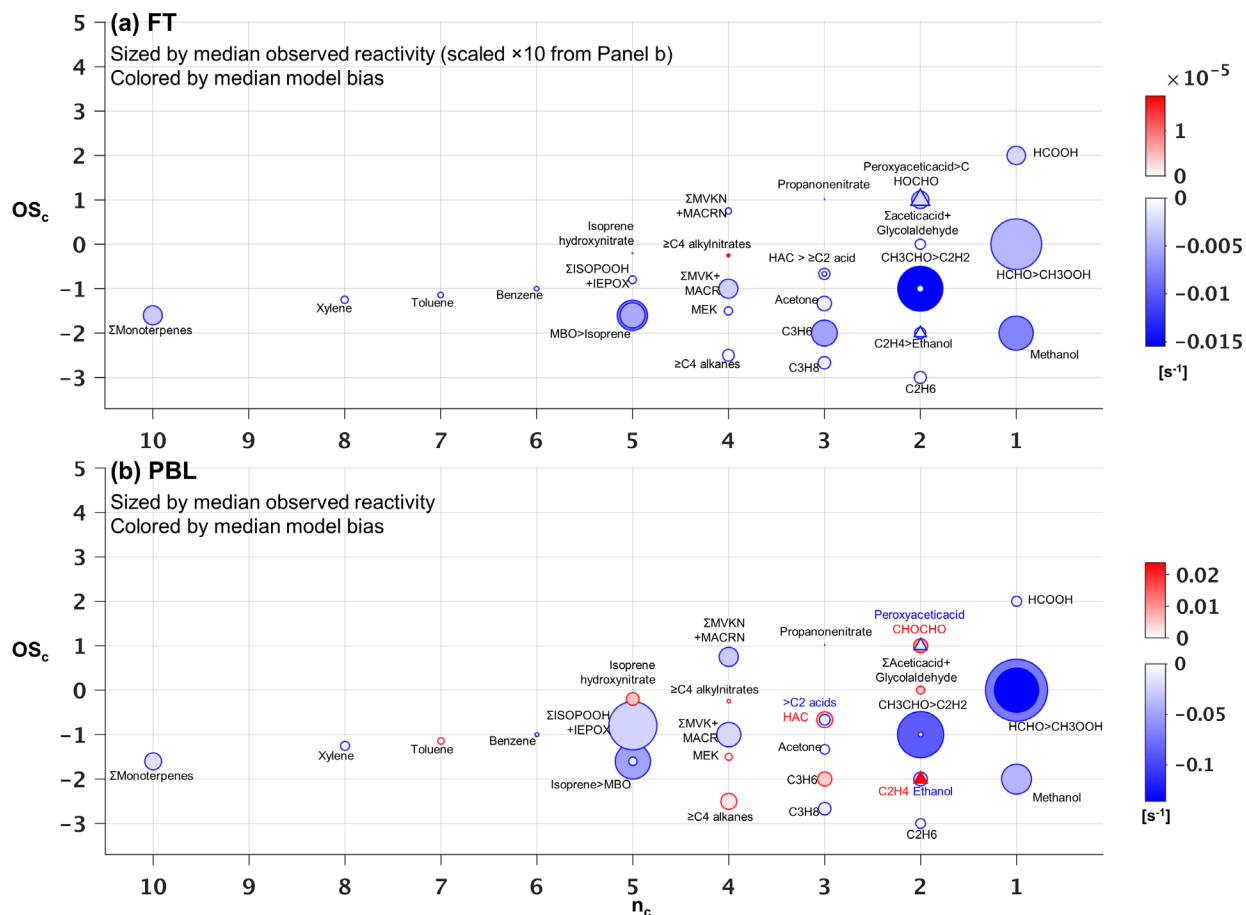 (a) FT
Sized by median observed reactivity (scaled ×10 from Panel b)
Colored by median model bias
5
4
3
2
1
0
−1
−2
−3
OSc
10
9
8
7
6
5
4
3
2
1
ΣMonoterpenes
Xylene
Toluene
Benzene
Isoprene
hydroxynitrate
ΣISOPOOH
+IEPOX
MBO>Isoprene
ΣMVKN
+MACRN
≥C4 alkylnitrates
ΣMVK+
MACR
MEK
≥C4 alkanes
Propanonenitrate
HAC > ≥C2 acid
Acetone
C3H6
C3H8
Peroxyaceticacid>C
HOCHO
Σaceticacid+
Glycolaldehyde
CH3CHO>C2H2
C2H4>Ethanol
C2H6
HCOOH
HCHO>CH3OOH
Methanol
× 10⁻⁵
1
0
0
−0.005
−0.01
−0.015
[s⁻¹]
(b) PBL
Sized by median observed reactivity
Colored by median model bias
5
4
3
2
1
0
−1
−2
−3
OSc
10
9
8
7
6
5
4
3
2
1
nc
ΣMonoterpenes
Xylene
Toluene
Benzene
Isoprene
hydroxynitrate
ΣISOPOOH
+IEPOX
Isoprene>MBO
ΣMVKN
+MACRN
≥C4 alkylnitrates
ΣMVK+
MACR
MEK
≥C4 alkanes
Propanonenitrate
>C2 acids
HAC
Acetone
C3H6
C3H8
Peroxyaceticacid
CHOCHO
ΣAceticacid+
Glycolaldehyde
CH3CHO>C2H2
C2H4 Ethanol
C2H6
HCOOH
HCHO>CH3OOH
Methanol
0.02
0.01
0
0
−0.05
−0.1
[s⁻¹]